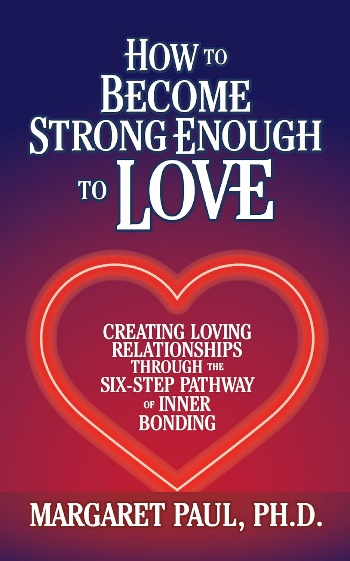 HOW TO
BECOME
STRONG ENOUGH
TO LOVE
CREATING LOVING
RELATIONSHIPS
THROUGH THE
SIX-STEP PATHWAY
OF INNER
BONDING
MARGARET PAUL, PH.D.